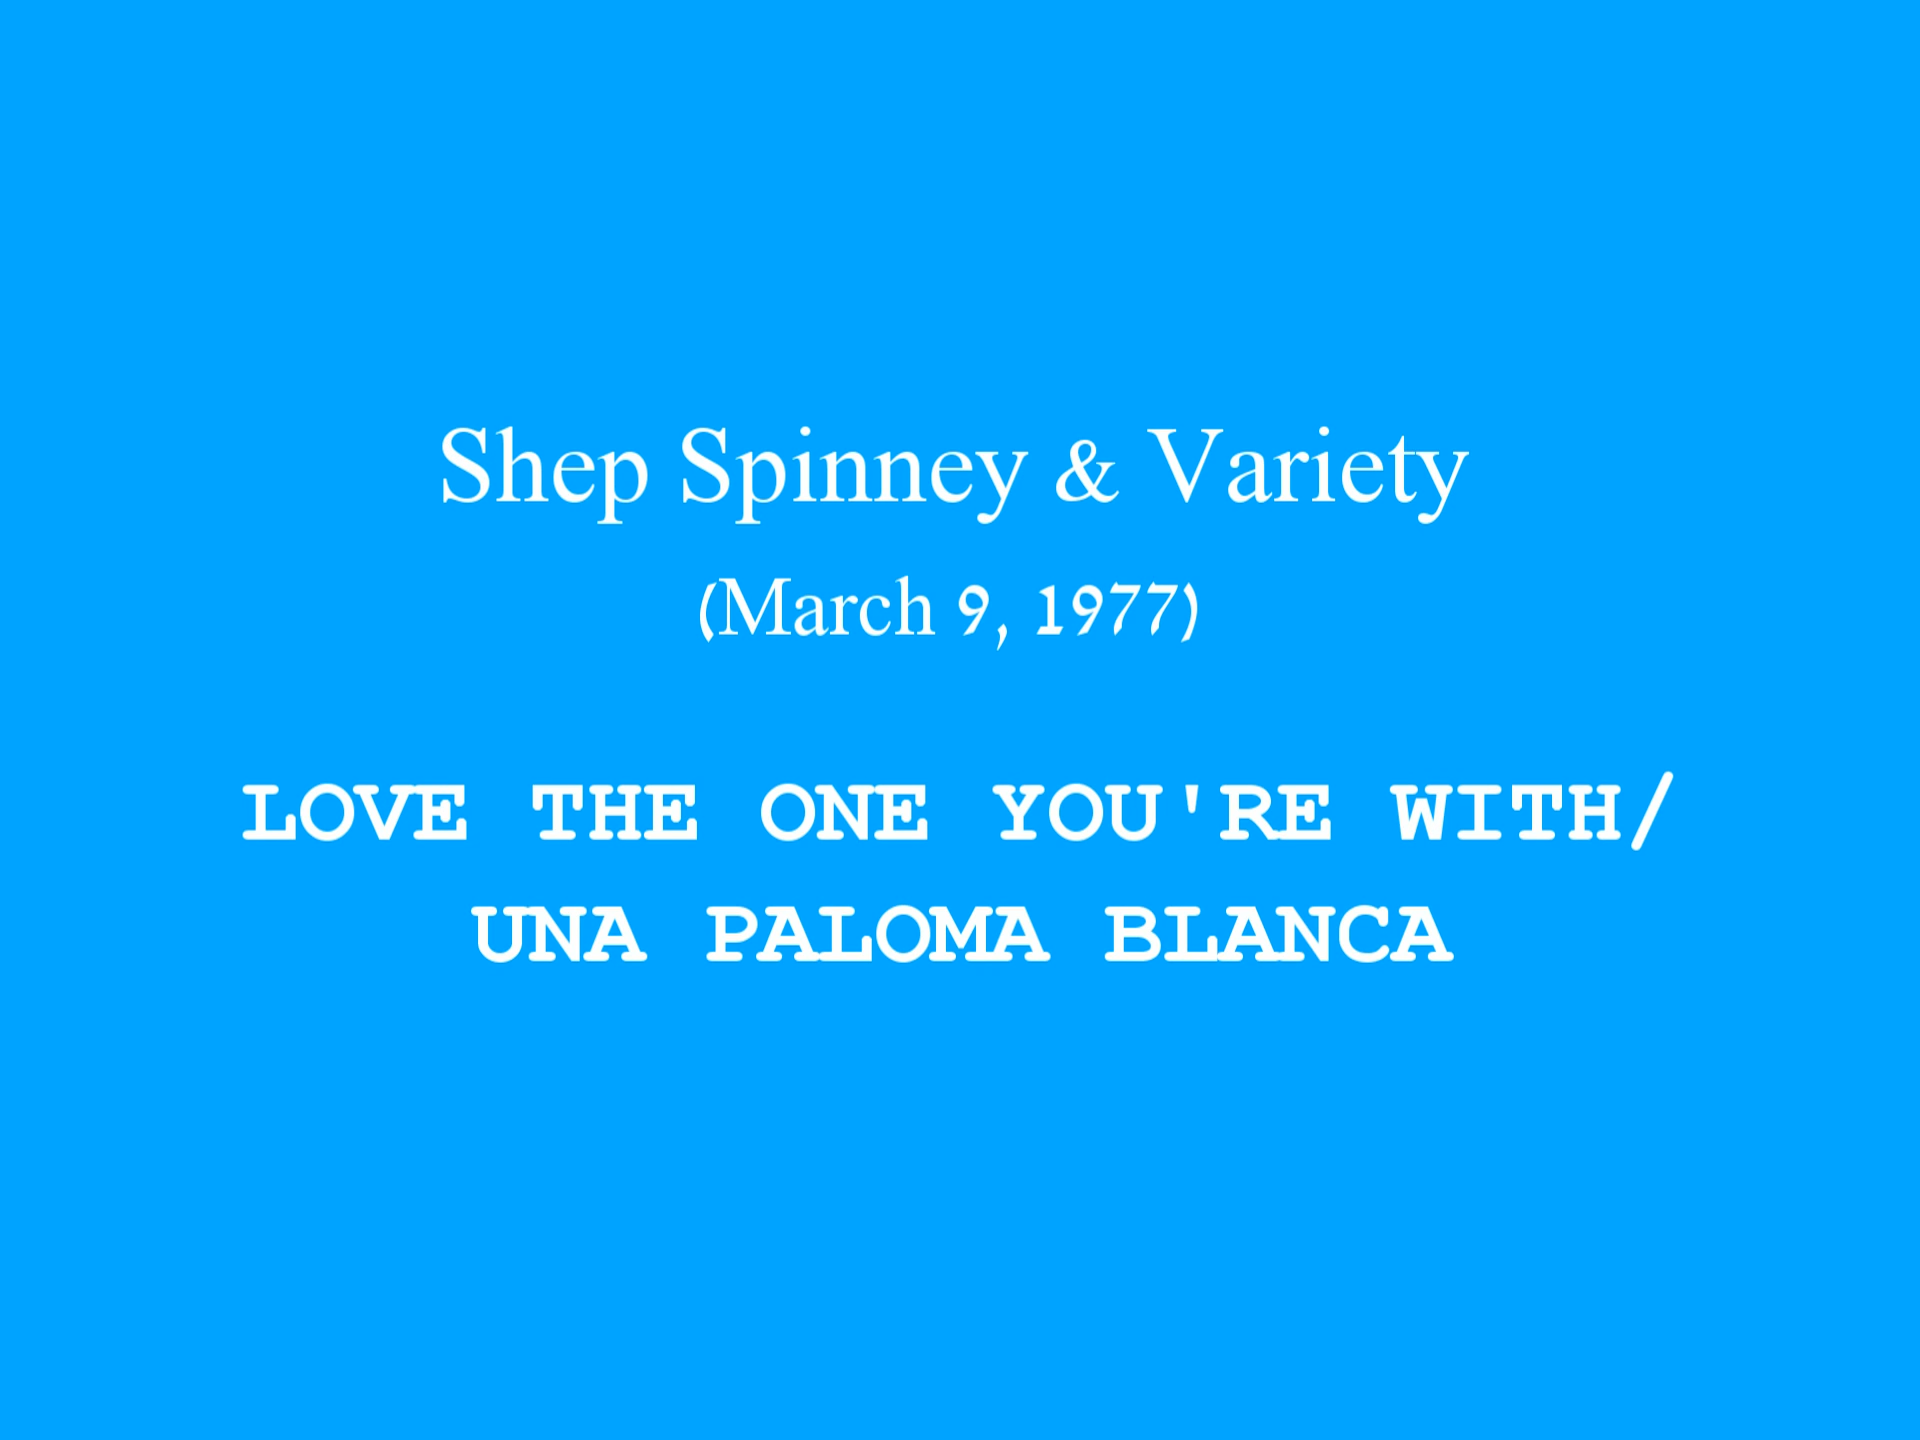 Shep Spinney & Variety
(March 9, 1977)
LOVE THE ONE YOU'RE WITH/
UNA PALOMA BLANCA